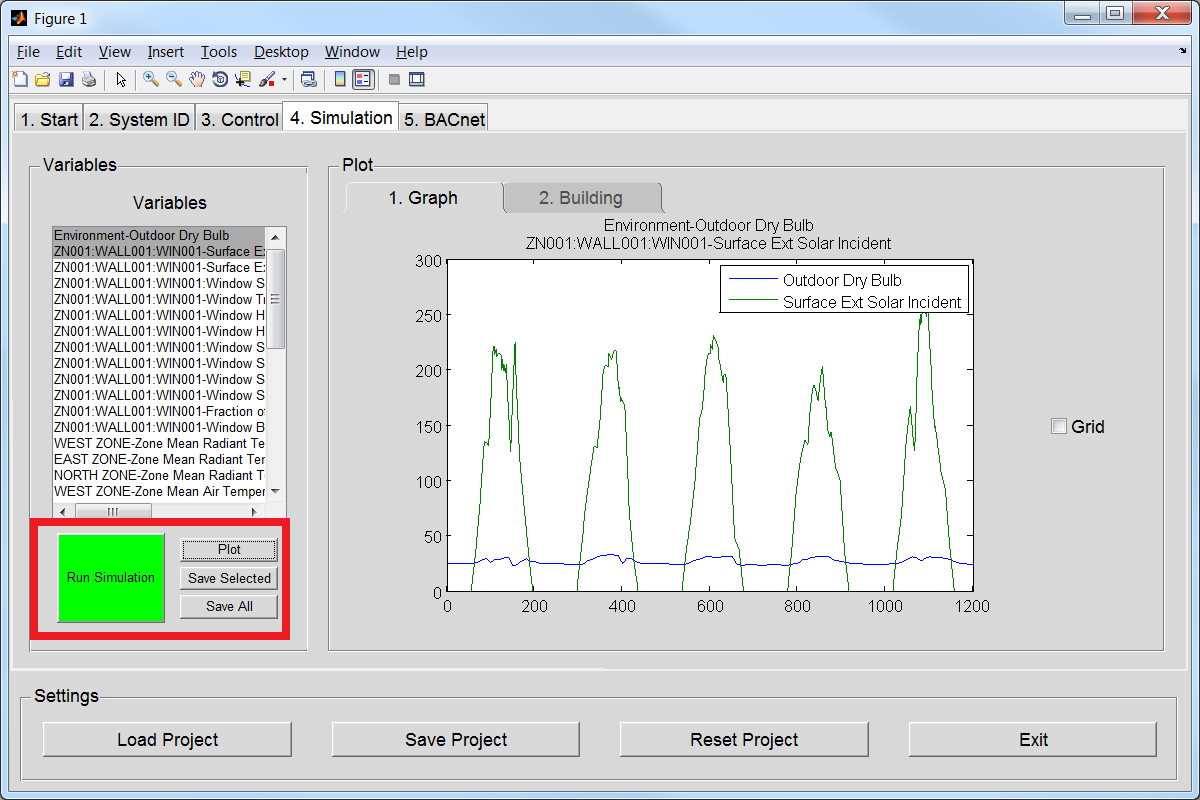 Figure 1
File Edit View Insert Tools Desktop Window Help
1. Start 2. System ID 3. Control 4. Simulation 5. BACnet
Variables
Variables
Environment-Outdoor Dry Bulb
ZN001:WALL001:WIN001-Surface Ex
ZN001:WALL001:WIN001-Surface Ex
ZN001:WALL001:WIN001-Window S
ZN001:WALL001:WIN001-Window Tr
ZN001:WALL001:WIN001-Window H
ZN001:WALL001:WIN001-Window H
ZN001:WALL001:WIN001-Window S
ZN001:WALL001:WIN001-Window S
ZN001:WALL001:WIN001-Window S
ZN001:WALL001:WIN001-Window S
ZN001:WALL001:WIN001-Fraction of
ZN001:WALL001:WIN001-Window B
WEST ZONE-Zone Mean Radiant Te
EAST ZONE-Zone Mean Radiant Ter
NORTH ZONE-Zone Mean Radiant T
WEST ZONE-Zone Mean Air Temper
Run Simulation
Plot
Save Selected
Save All
Plot
1. Graph 2. Building
Environment-Outdoor Dry Bulb
ZN001:WALL001:WIN001-Surface Ext Solar Incident
Outdoor Dry Bulb
Surface Ext Solar Incident
300
250
200
150
100
50
0
0 200 400 600 800 1000 1200
Grid
Settings
Load Project Save Project Reset Project Exit